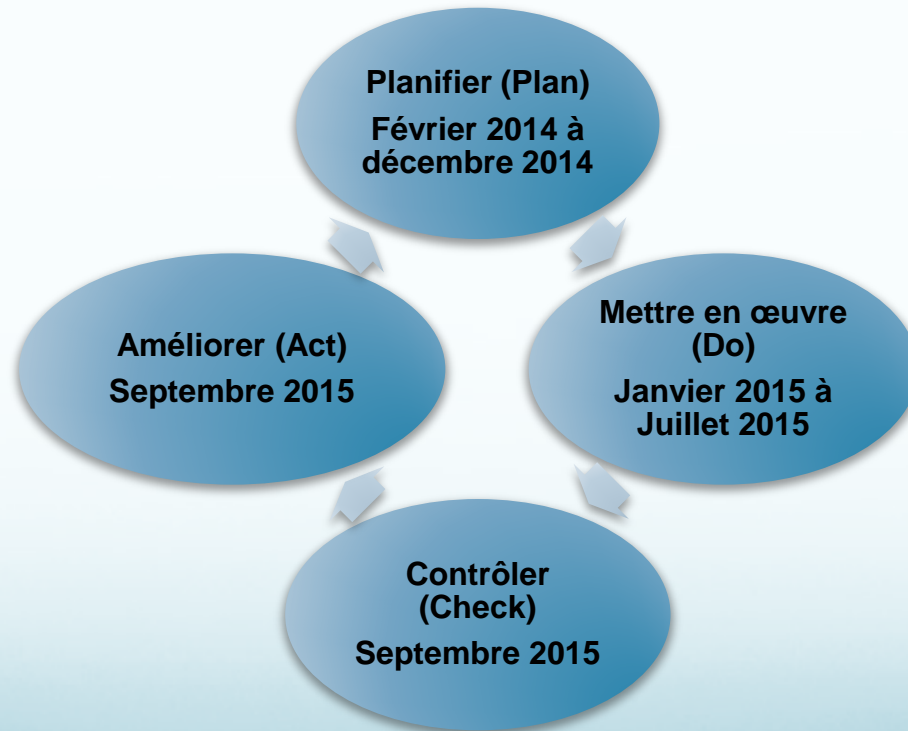 Planifier (Plan)
Février 2014 à
décembre 2014
Mettre en œuvre
(Do)
Janvier 2015 à
Juillet 2015
Contrôler
(Check)
Septembre 2015
Améliorer (Act)
Septembre 2015